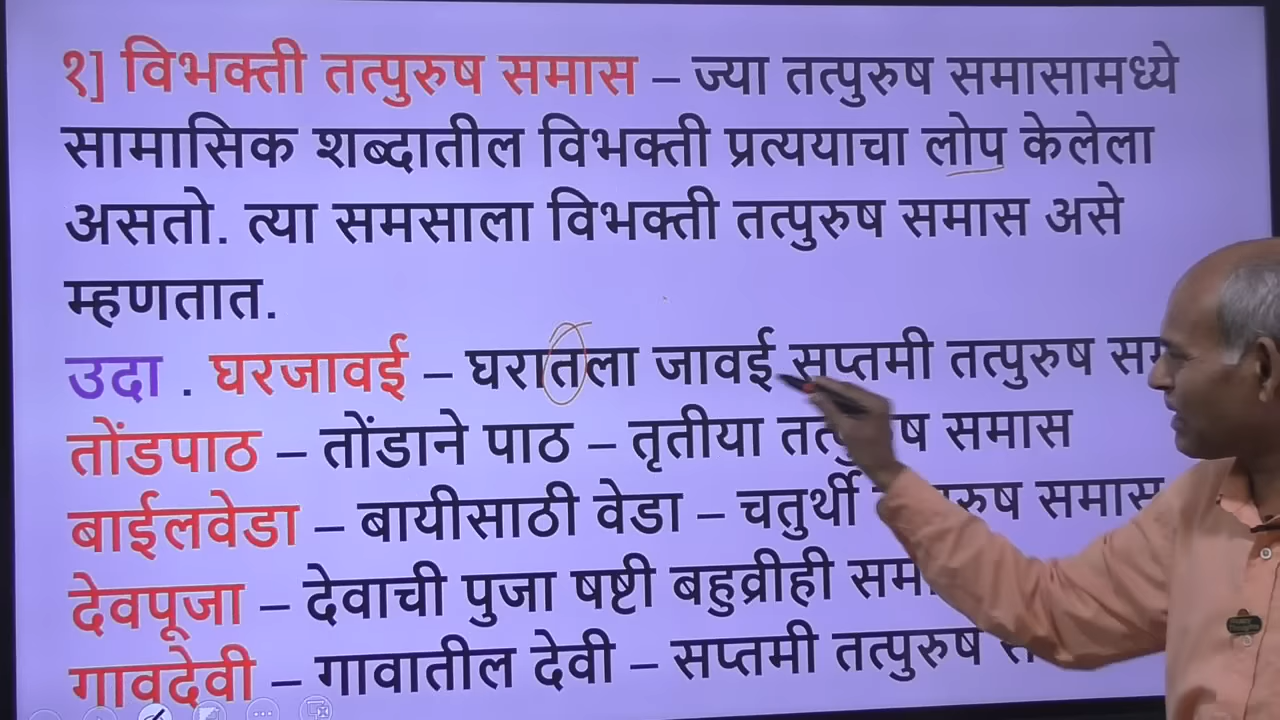 १] विभक्ती तत्पुरुष समास – ज्या तत्पुरुष समासामध्ये
सामासिक शब्दातील विभक्ती प्रत्ययाचा लोप केलेला
असतो. त्या समसाला विभक्ती तत्पुरुष समास असे
म्हणतात.
उदा . घरजावई – घरातला जावई सप्तमी तत्पुरुष
तोंडपाठ – तोंडाने पाठ – तृतीया समास
बाईलवेडा – बायीसाठी वेडा – चतुर्थी समास
देवपूजा – देवाची पुजा षष्टी बहुव्रीही
गावदेवी – गावातील देवी – सप्तमी तत्पुरुष